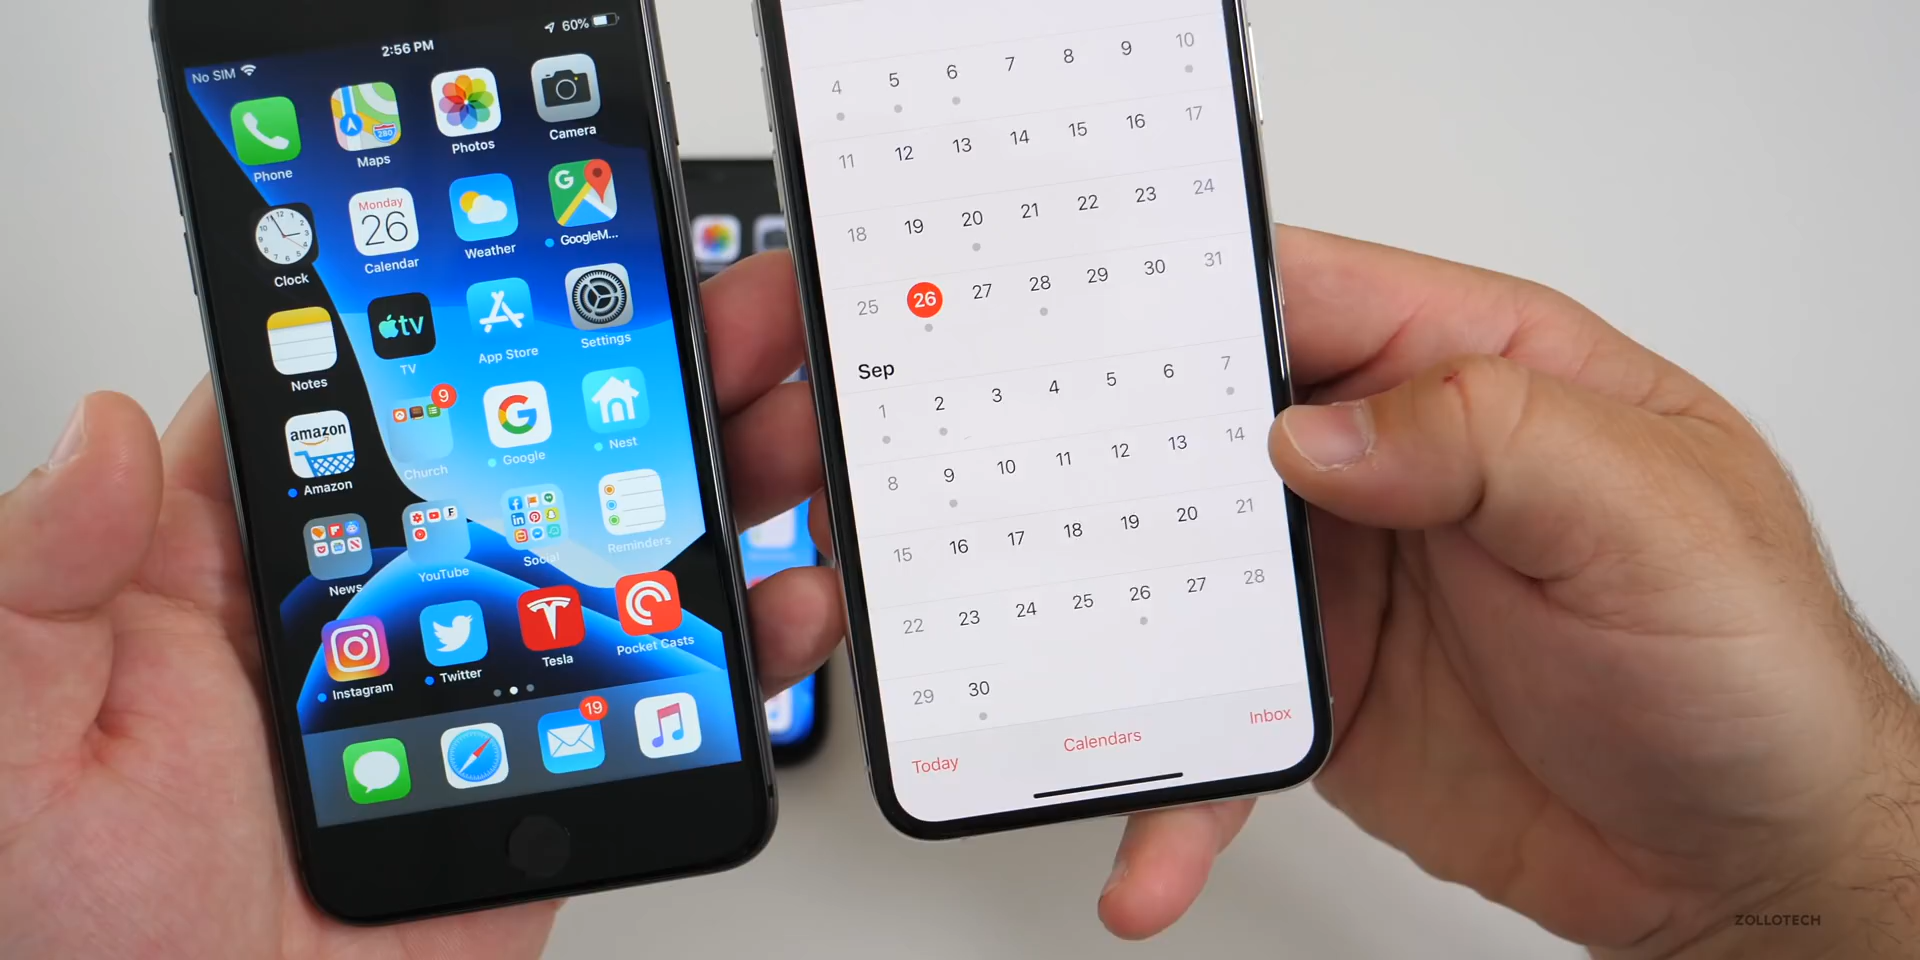 No SIM
2:56 PM
60%
Phone
Maps
280
Photos
Camera
Clock
Monday
26
Calendar
Weather
G
GoogleM...
Notes
tv
TV
App Store
Settings
amazon
Amazon
9
Church
G
Google
Nest
News
YouTube
Social
Reminders
Instagram
Twitter
Tesla
Pocket Casts
19
4 5 6 7 8 9 10
11 12 13 14 15 16 17
18 19 20 21 22 23 24
25 26 27 28 29 30 31
Sep
1 2 3 4 5 6 7
8 9 10 11 12 13 14
15 16 17 18 19 20 21
22 23 24 25 26 27 28
29 30
Today
Calendars
Inbox
ZOLLOTECH